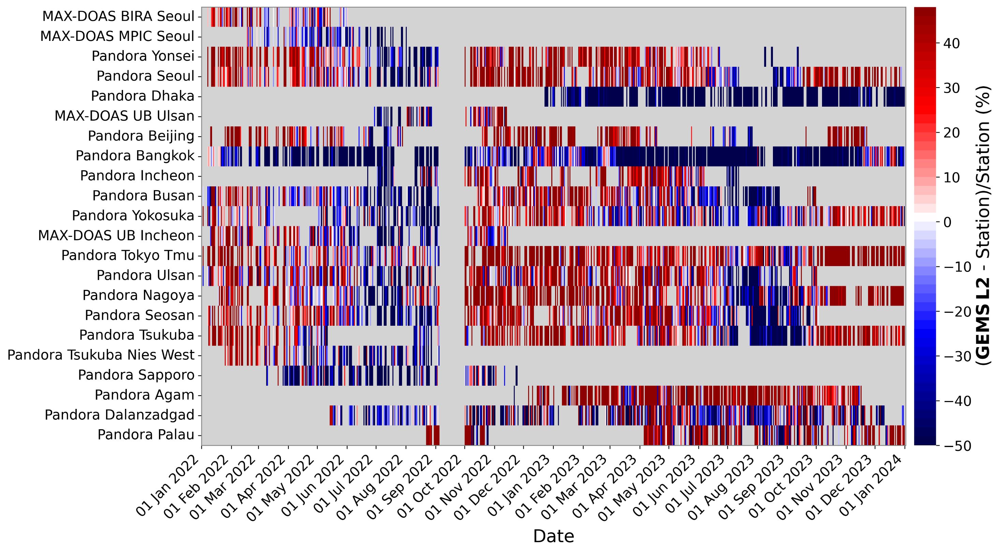 MAX-DOAS BIRA Seoul
MAX-DOAS MPIC Seoul
Pandora Yonsei
Pandora Seoul
Pandora Dhaka
MAX-DOAS UB Ulsan
Pandora Beijing
Pandora Bangkok
Pandora Incheon
Pandora Busan
Pandora Yokosuka
MAX-DOAS UB Incheon
Pandora Tokyo Tmu
Pandora Ulsan
Pandora Nagoya
Pandora Seosan
Pandora Tsukuba
Pandora Tsukuba Nies West
Pandora Sapporo
Pandora Agam
Pandora Dalanzadgad
Pandora Palau
01 Jan 2022
01 Feb 2022
01 Mar 2022
01 Apr 2022
01 May 2022
01 Jun 2022
01 Jul 2022
01 Aug 2022
01 Sep 2022
01 Oct 2022
01 Nov 2022
01 Dec 2022
01 Jan 2023
01 Feb 2023
01 Mar 2023
01 Apr 2023
01 May 2023
01 Jun 2023
01 Jul 2023
01 Aug 2023
01 Sep 2023
01 Oct 2023
01 Nov 2023
01 Dec 2023
01 Jan 2024
Date
40
30
20
10
0
−10
−20
−30
−40
−50
(GEMS L2 - Station)/Station (%)